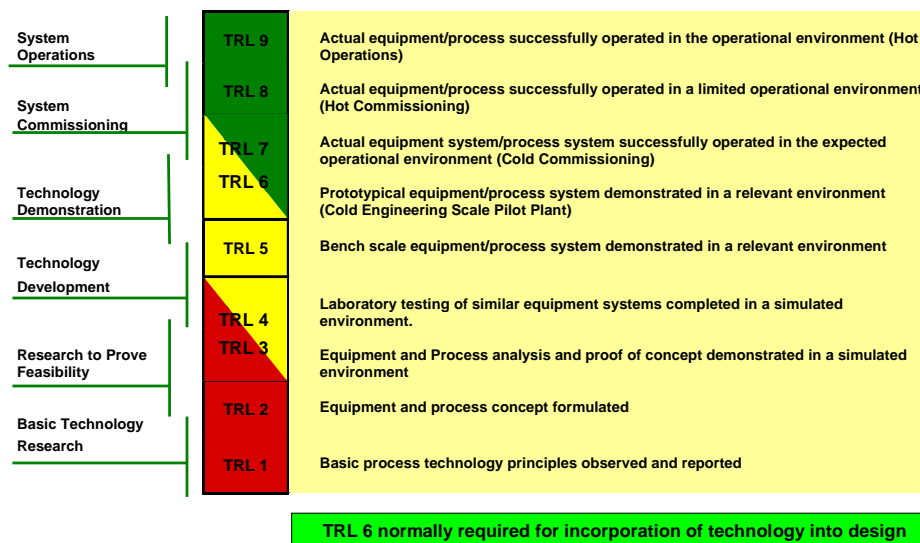 System
Operations
System
Commissioning
Technology
Demonstration
Technology
Development
Research to Prove
Feasibility
Basic Technology
Research
TRL 9
Actual equipment/process successfully operated in the operational environment (Hot
Operations)
TRL 8
Actual equipment/process successfully operated in a limited operational environment
(Hot Commissioning)
TRL 7
Actual equipment system/process system successfully operated in the expected
operational environment (Cold Commissioning)
TRL 6
Prototypical equipment/process system demonstrated in a relevant environment
(Cold Engineering Scale Pilot Plant)
TRL 5
Bench scale equipment/process system demonstrated in a relevant environment
TRL 4
Laboratory testing of similar equipment systems completed in a simulated
environment.
TRL 3
Equipment and Process analysis and proof of concept demonstrated in a simulated
environment
TRL 2
Equipment and process concept formulated
TRL 1
Basic process technology principles observed and reported
TRL 6 normally required for incorporation of technology into design